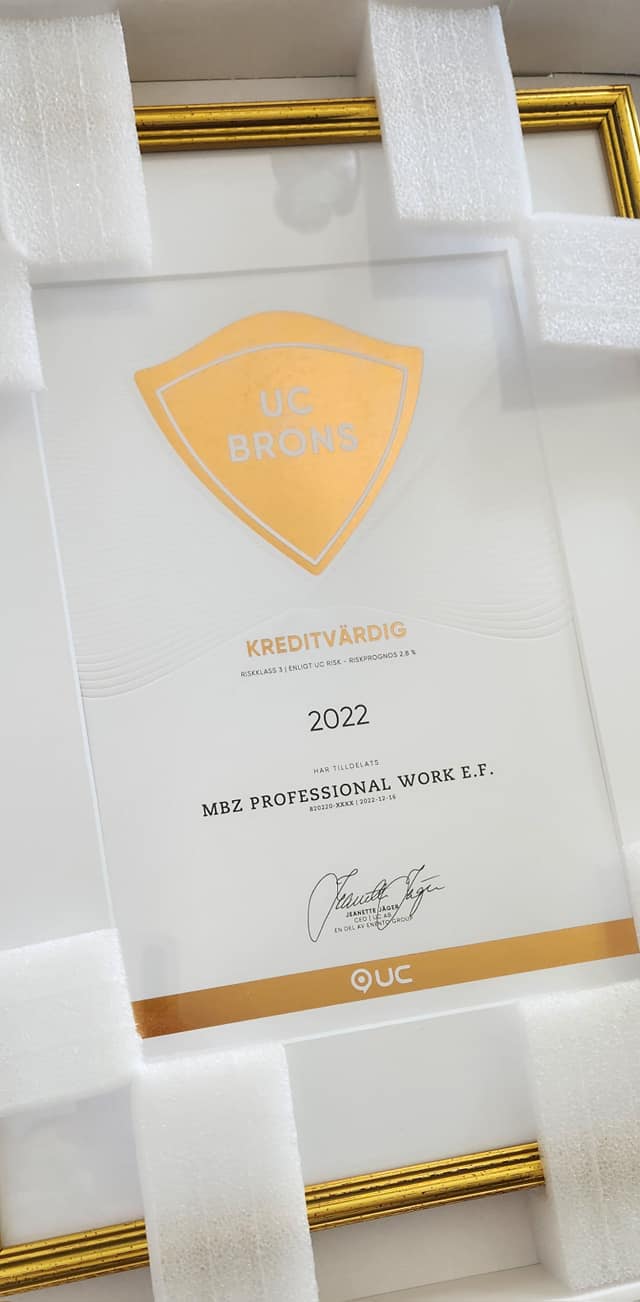 UC
BRONS
KREDITVÄRDIG
RISKKLASS 3 | ENLIGT UC RISK - RISKPROGNOS 2,8 %
2022
HAR TILLDELATS
MBZ PROFESSIONAL WORK E.F.
820220-XXXX | 2022-12-16
Jeanette Jäger
JEANETTE JÄGER
CEO | UC AB
EN DEL AV ENENTO GROUP
UC